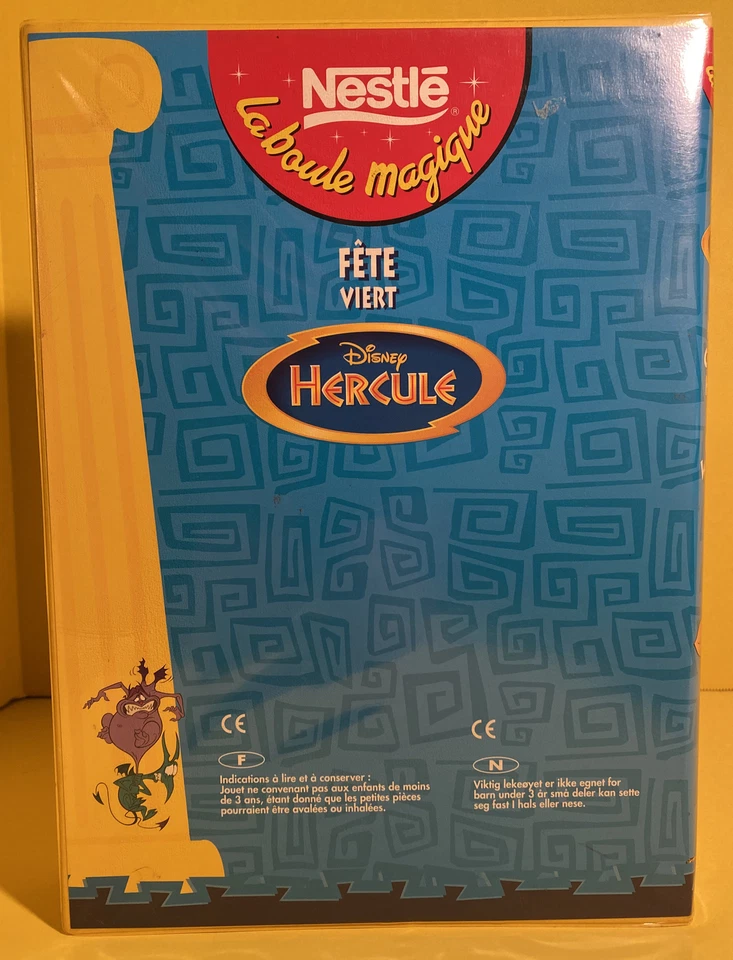 Nestlé®
La boule magique
FÊTE
VIERT
DISNEY
HERCULE
CE
CE
F
N
Indications à lire et à conserver :
Jouet ne convenant pas aux enfants de moins
de 3 ans, étant donné que les petites pièces
pourraient être avalées ou inhalées.
Viktig lekeøyet er ikke egnet for
barn under 3 år små deler kan sette
seg fast I hals eller nese.